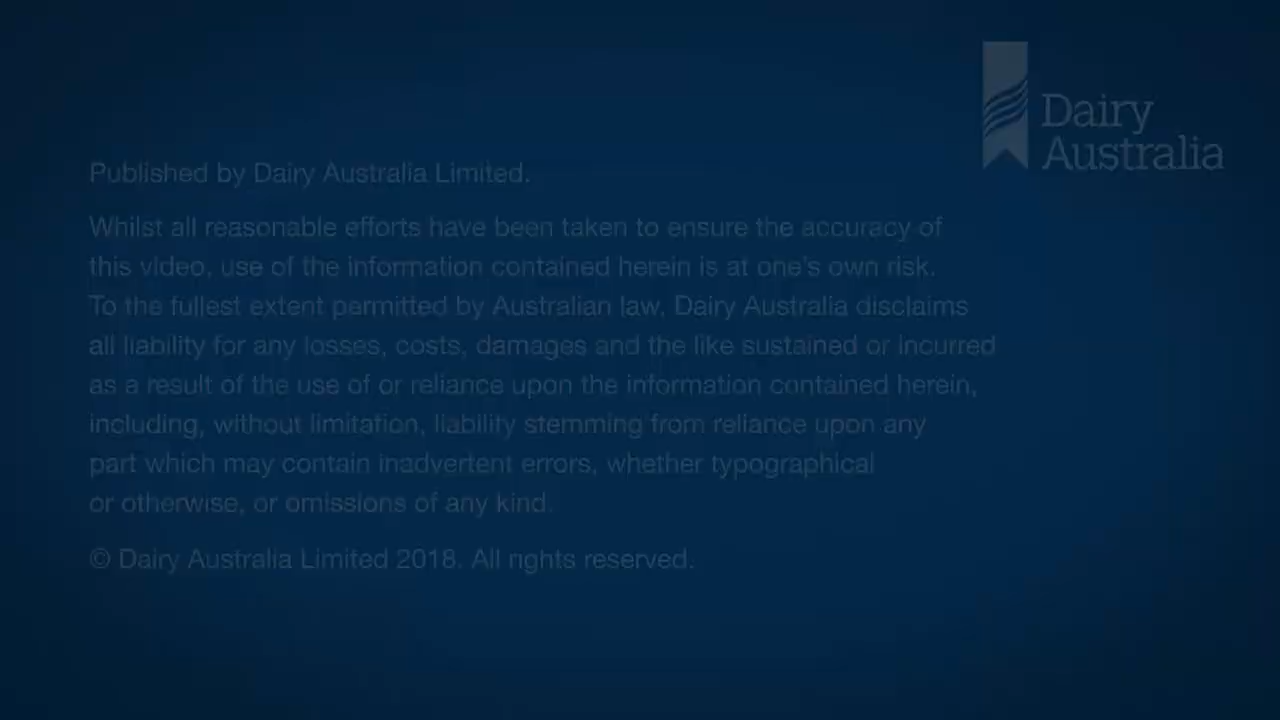 Dairy
Australia
Published by Dairy Australia Limited.
Whilst all reasonable efforts have been taken to ensure the accuracy of
this video, use of the information contained herein is at one's own risk.
To the fullest extent permitted by Australian law, Dairy Australia disclaims
all liability for any losses, costs, damages and the like sustained or incurred
as a result of the use of or reliance upon the information contained herein,
including, without limitation, liability stemming from reliance upon any
part which may contain inadvertent errors, whether typographical
or otherwise, or omissions of any kind.
© Dairy Australia Limited 2018. All rights reserved.